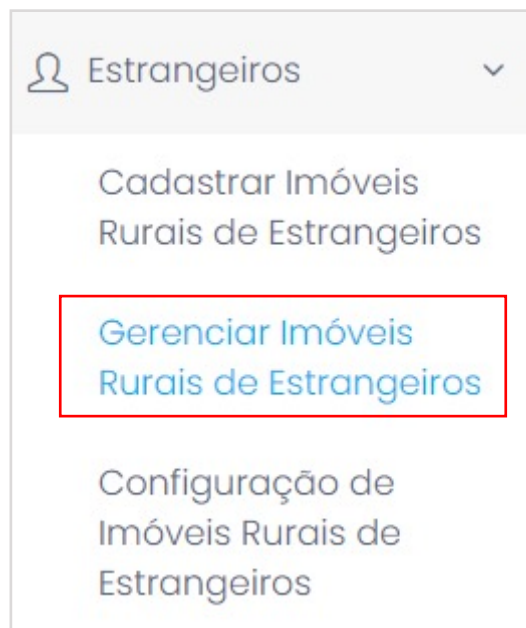 Estrangeiros
Cadastrar Imóveis
Rurais de Estrangeiros
Gerenciar Imóveis
Rurais de Estrangeiros
Configuração de
Imóveis Rurais de
Estrangeiros